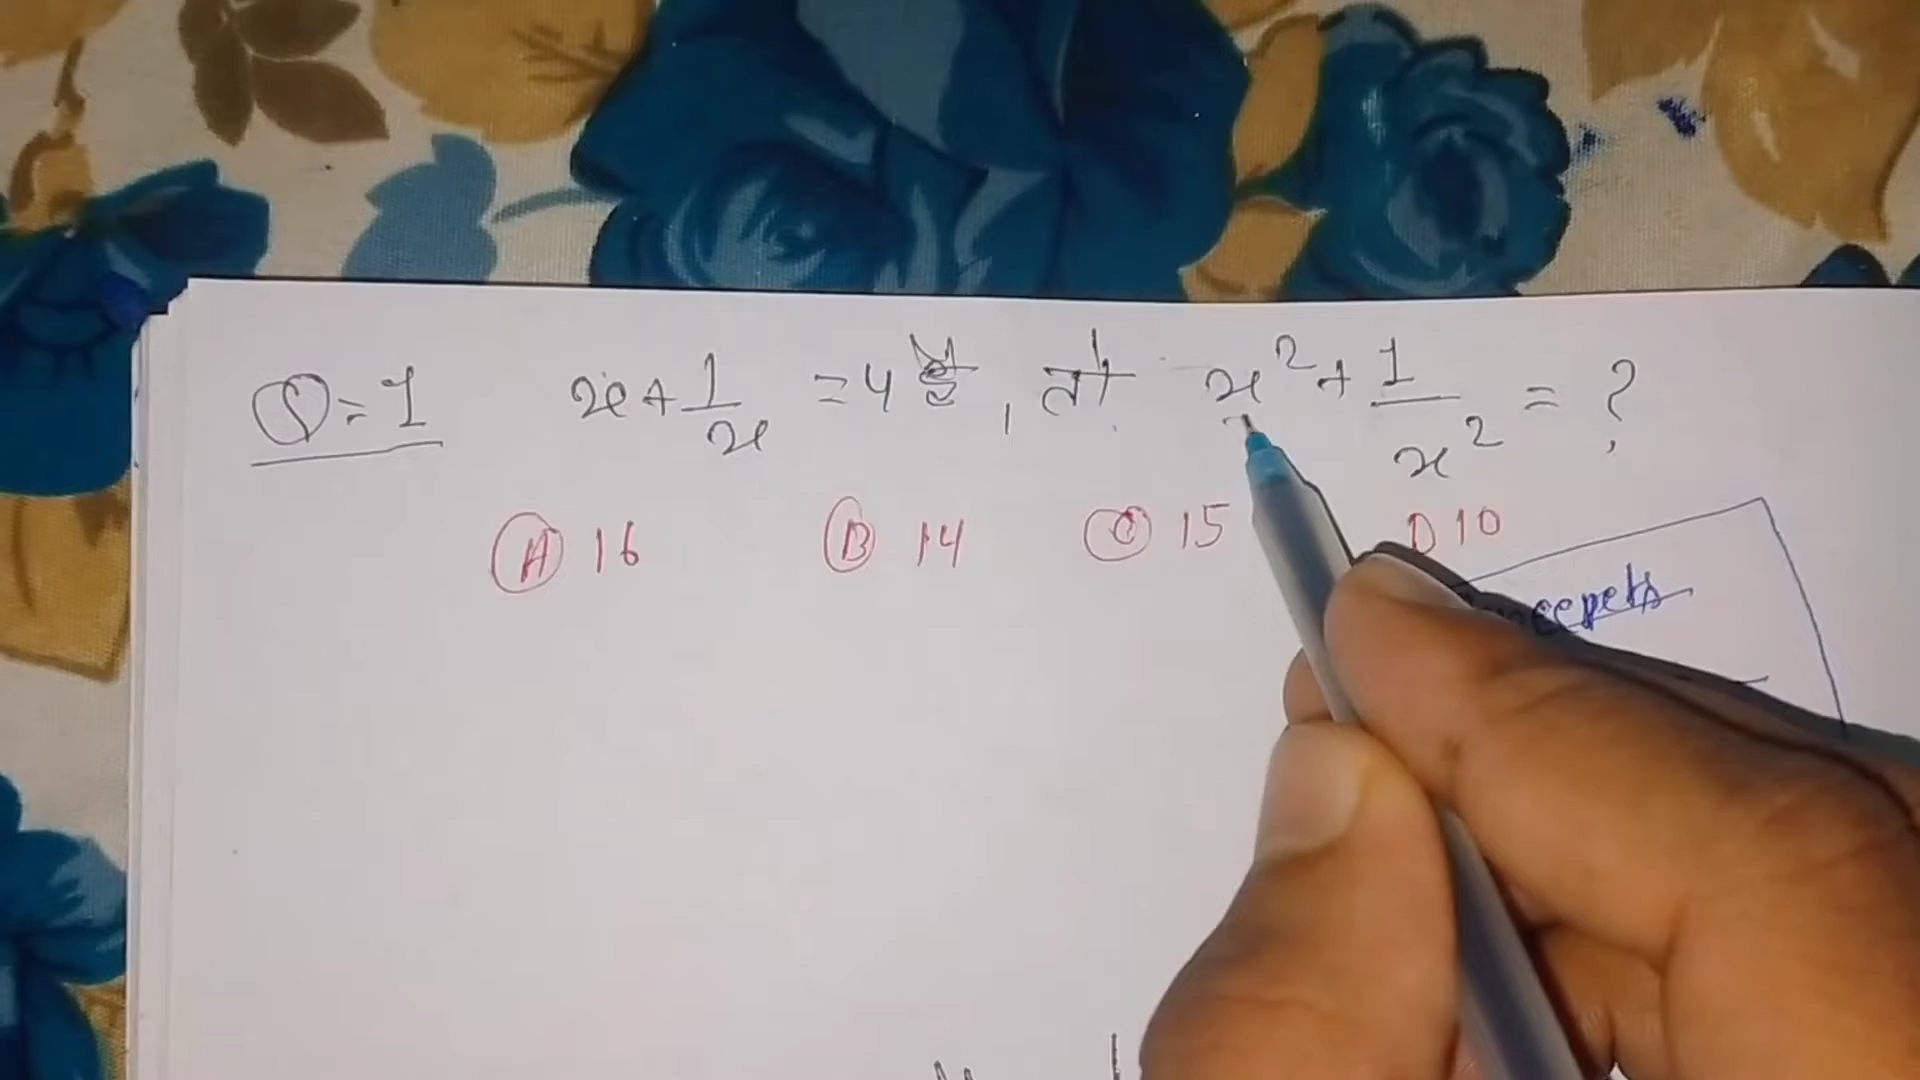 Q=1 x+1/x =4 है, तो x²+1/x² = ?
A 16 B 14 C 15 D 10